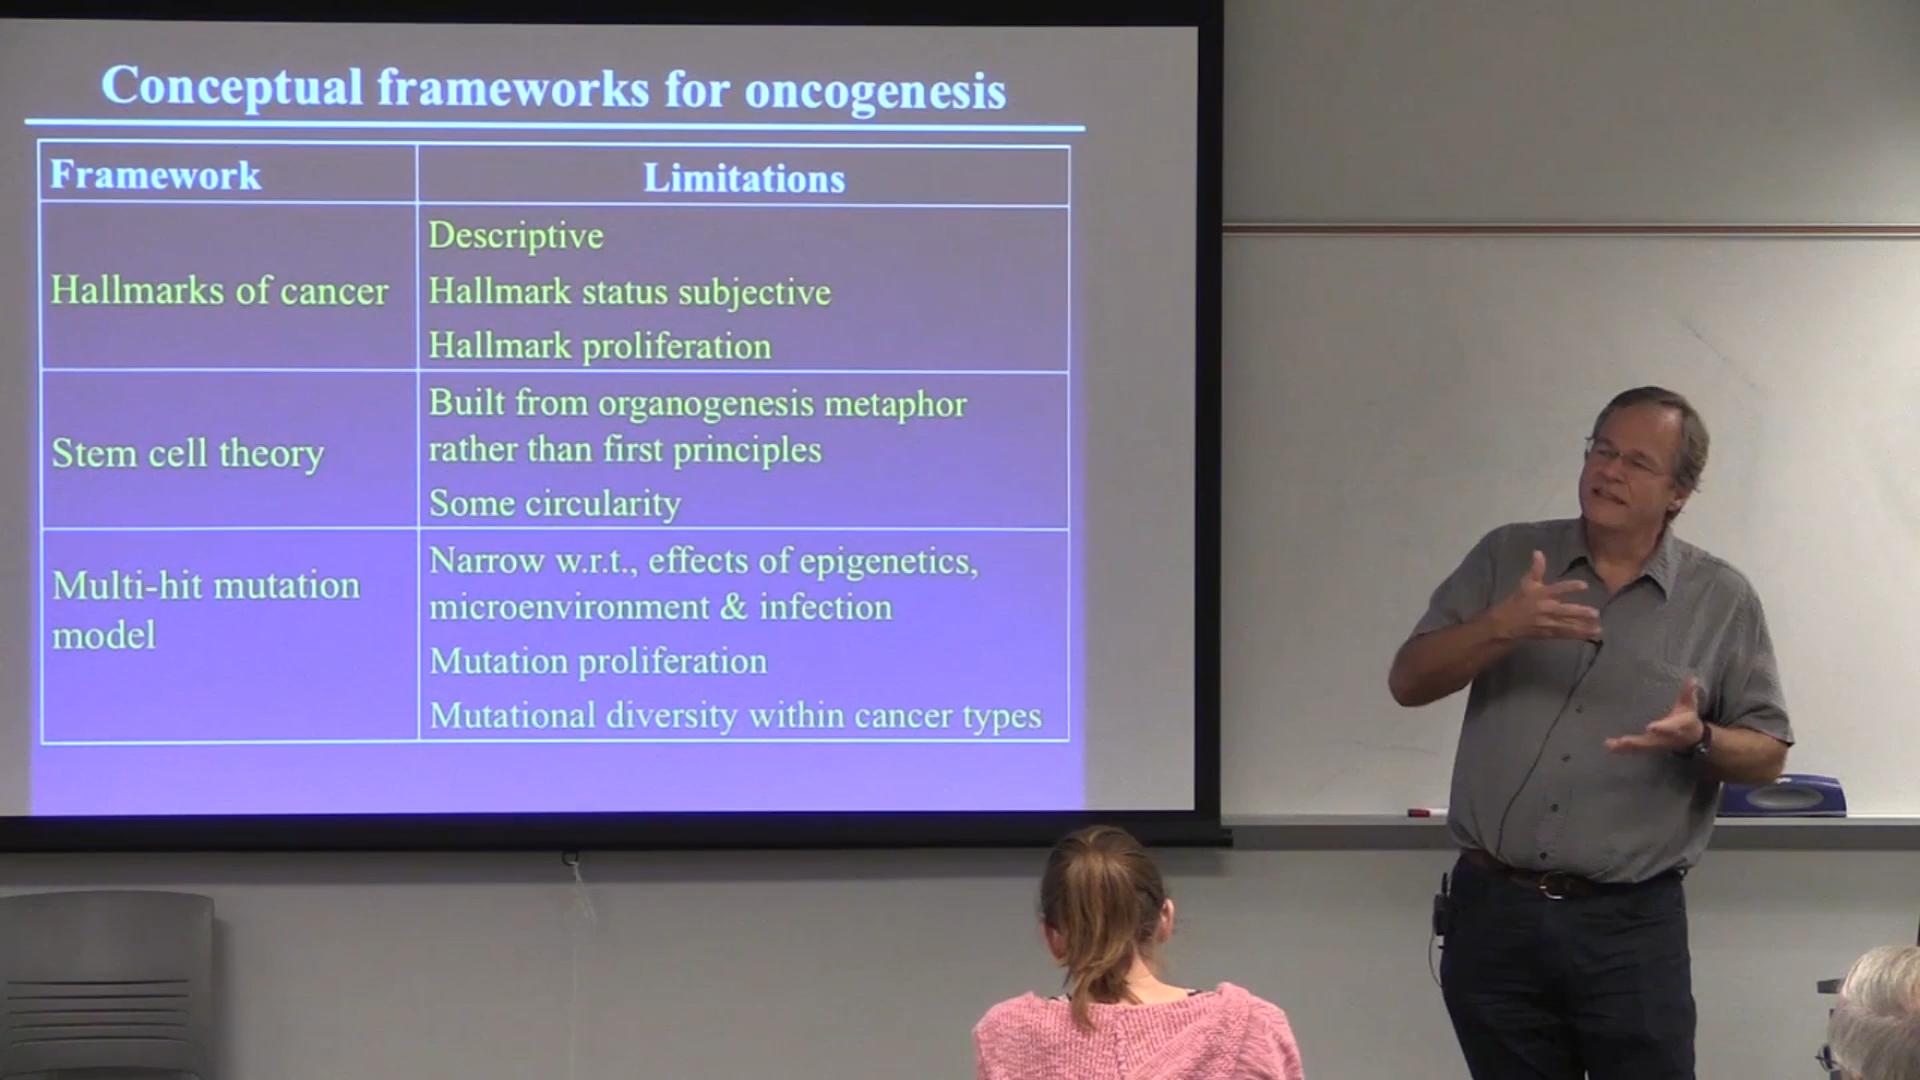 Conceptual frameworks for oncogenesis
Framework
Limitations
Hallmarks of cancer
Descriptive
Hallmark status subjective
Hallmark proliferation
Stem cell theory
Built from organogenesis metaphor
rather than first principles
Some circularity
Multi-hit mutation
model
Narrow w.r.t., effects of epigenetics,
microenvironment & infection
Mutation proliferation
Mutational diversity within cancer types